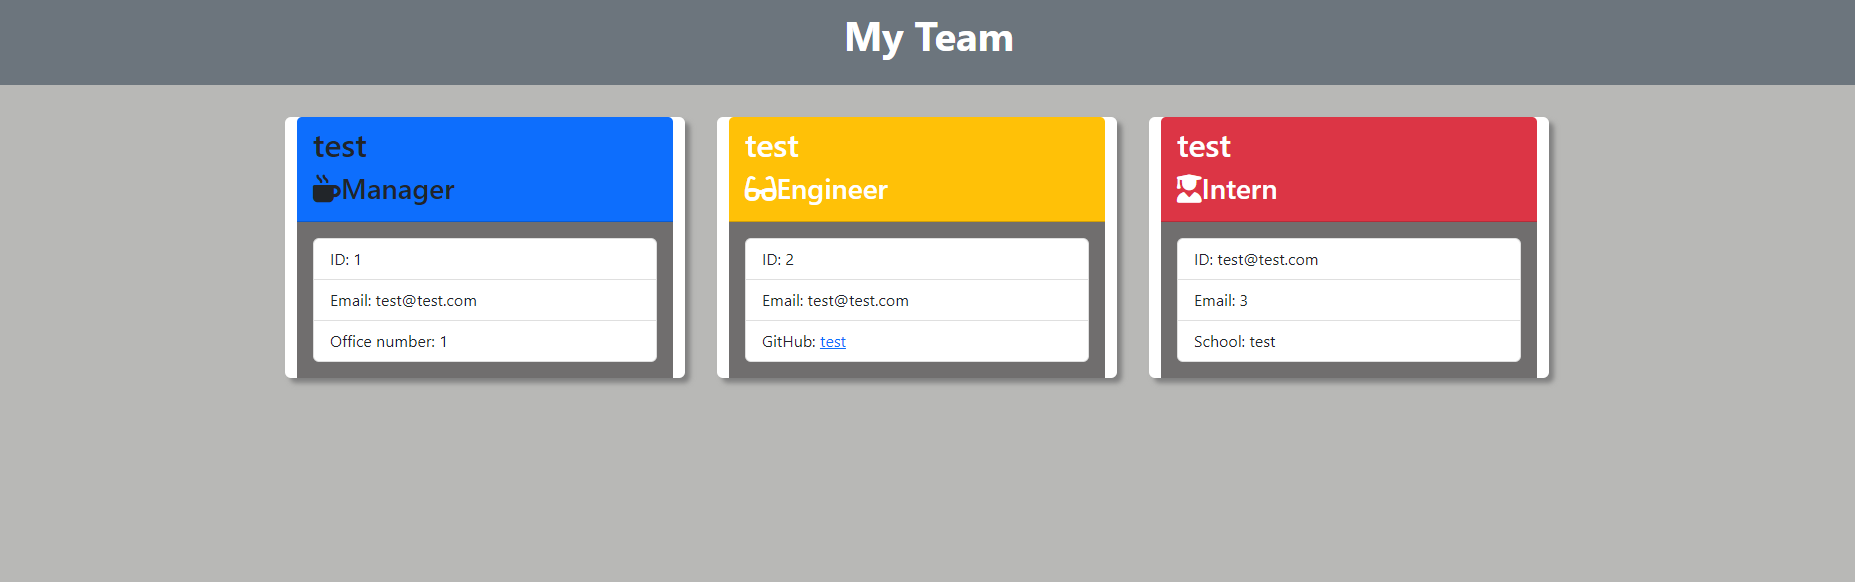 My Team
test
Manager
ID: 1
Email: test@test.com
Office number: 1
test
Engineer
ID: 2
Email: test@test.com
GitHub: test
test
Intern
ID: test@test.com
Email: 3
School: test